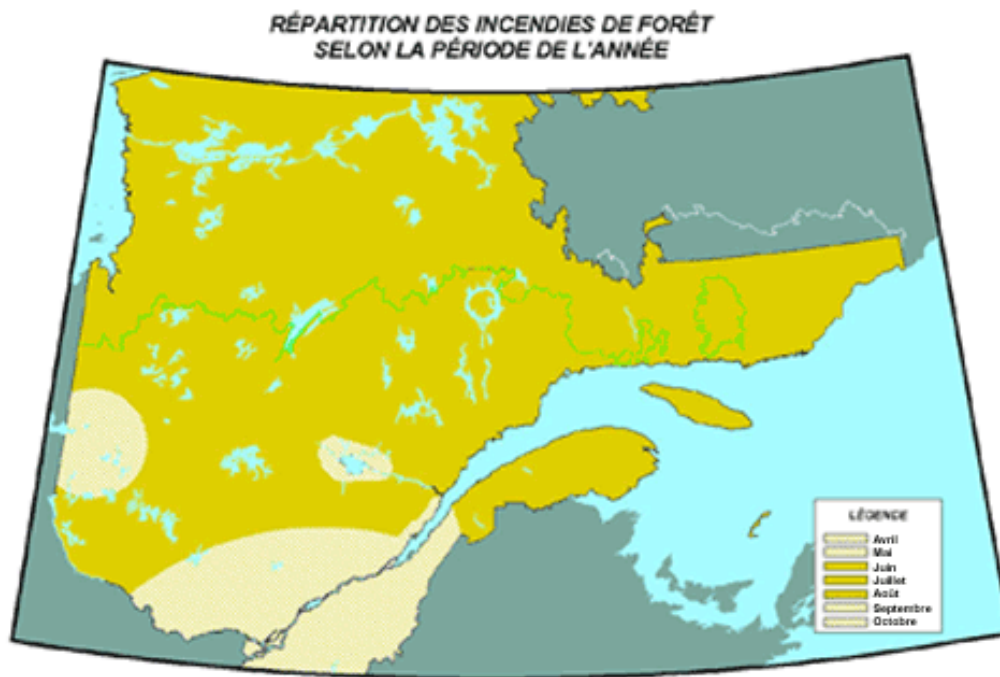 RÉPARTITION DES INCENDIES DE FORÊT
SELON LA PÉRIODE DE L'ANNÉE
LÉGENDE
Avril
Mai
Juin
Juillet
Août
Septembre
Octobre